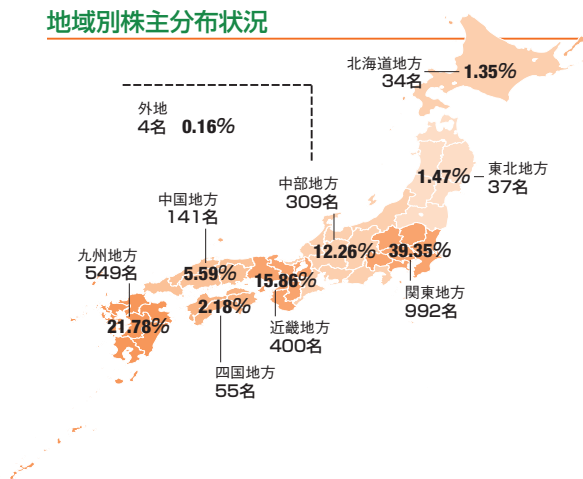 地域別株主分布状況
北海道地方
34名
1.35%
外地
4名 0.16%
東北地方
37名
1.47%
中部地方
309名
12.26%
中国地方
141名
5.59%
九州地方
549名
21.78%
39.35%
関東地方
992名
15.86%
近畿地方
400名
2.18%
四国地方
55名